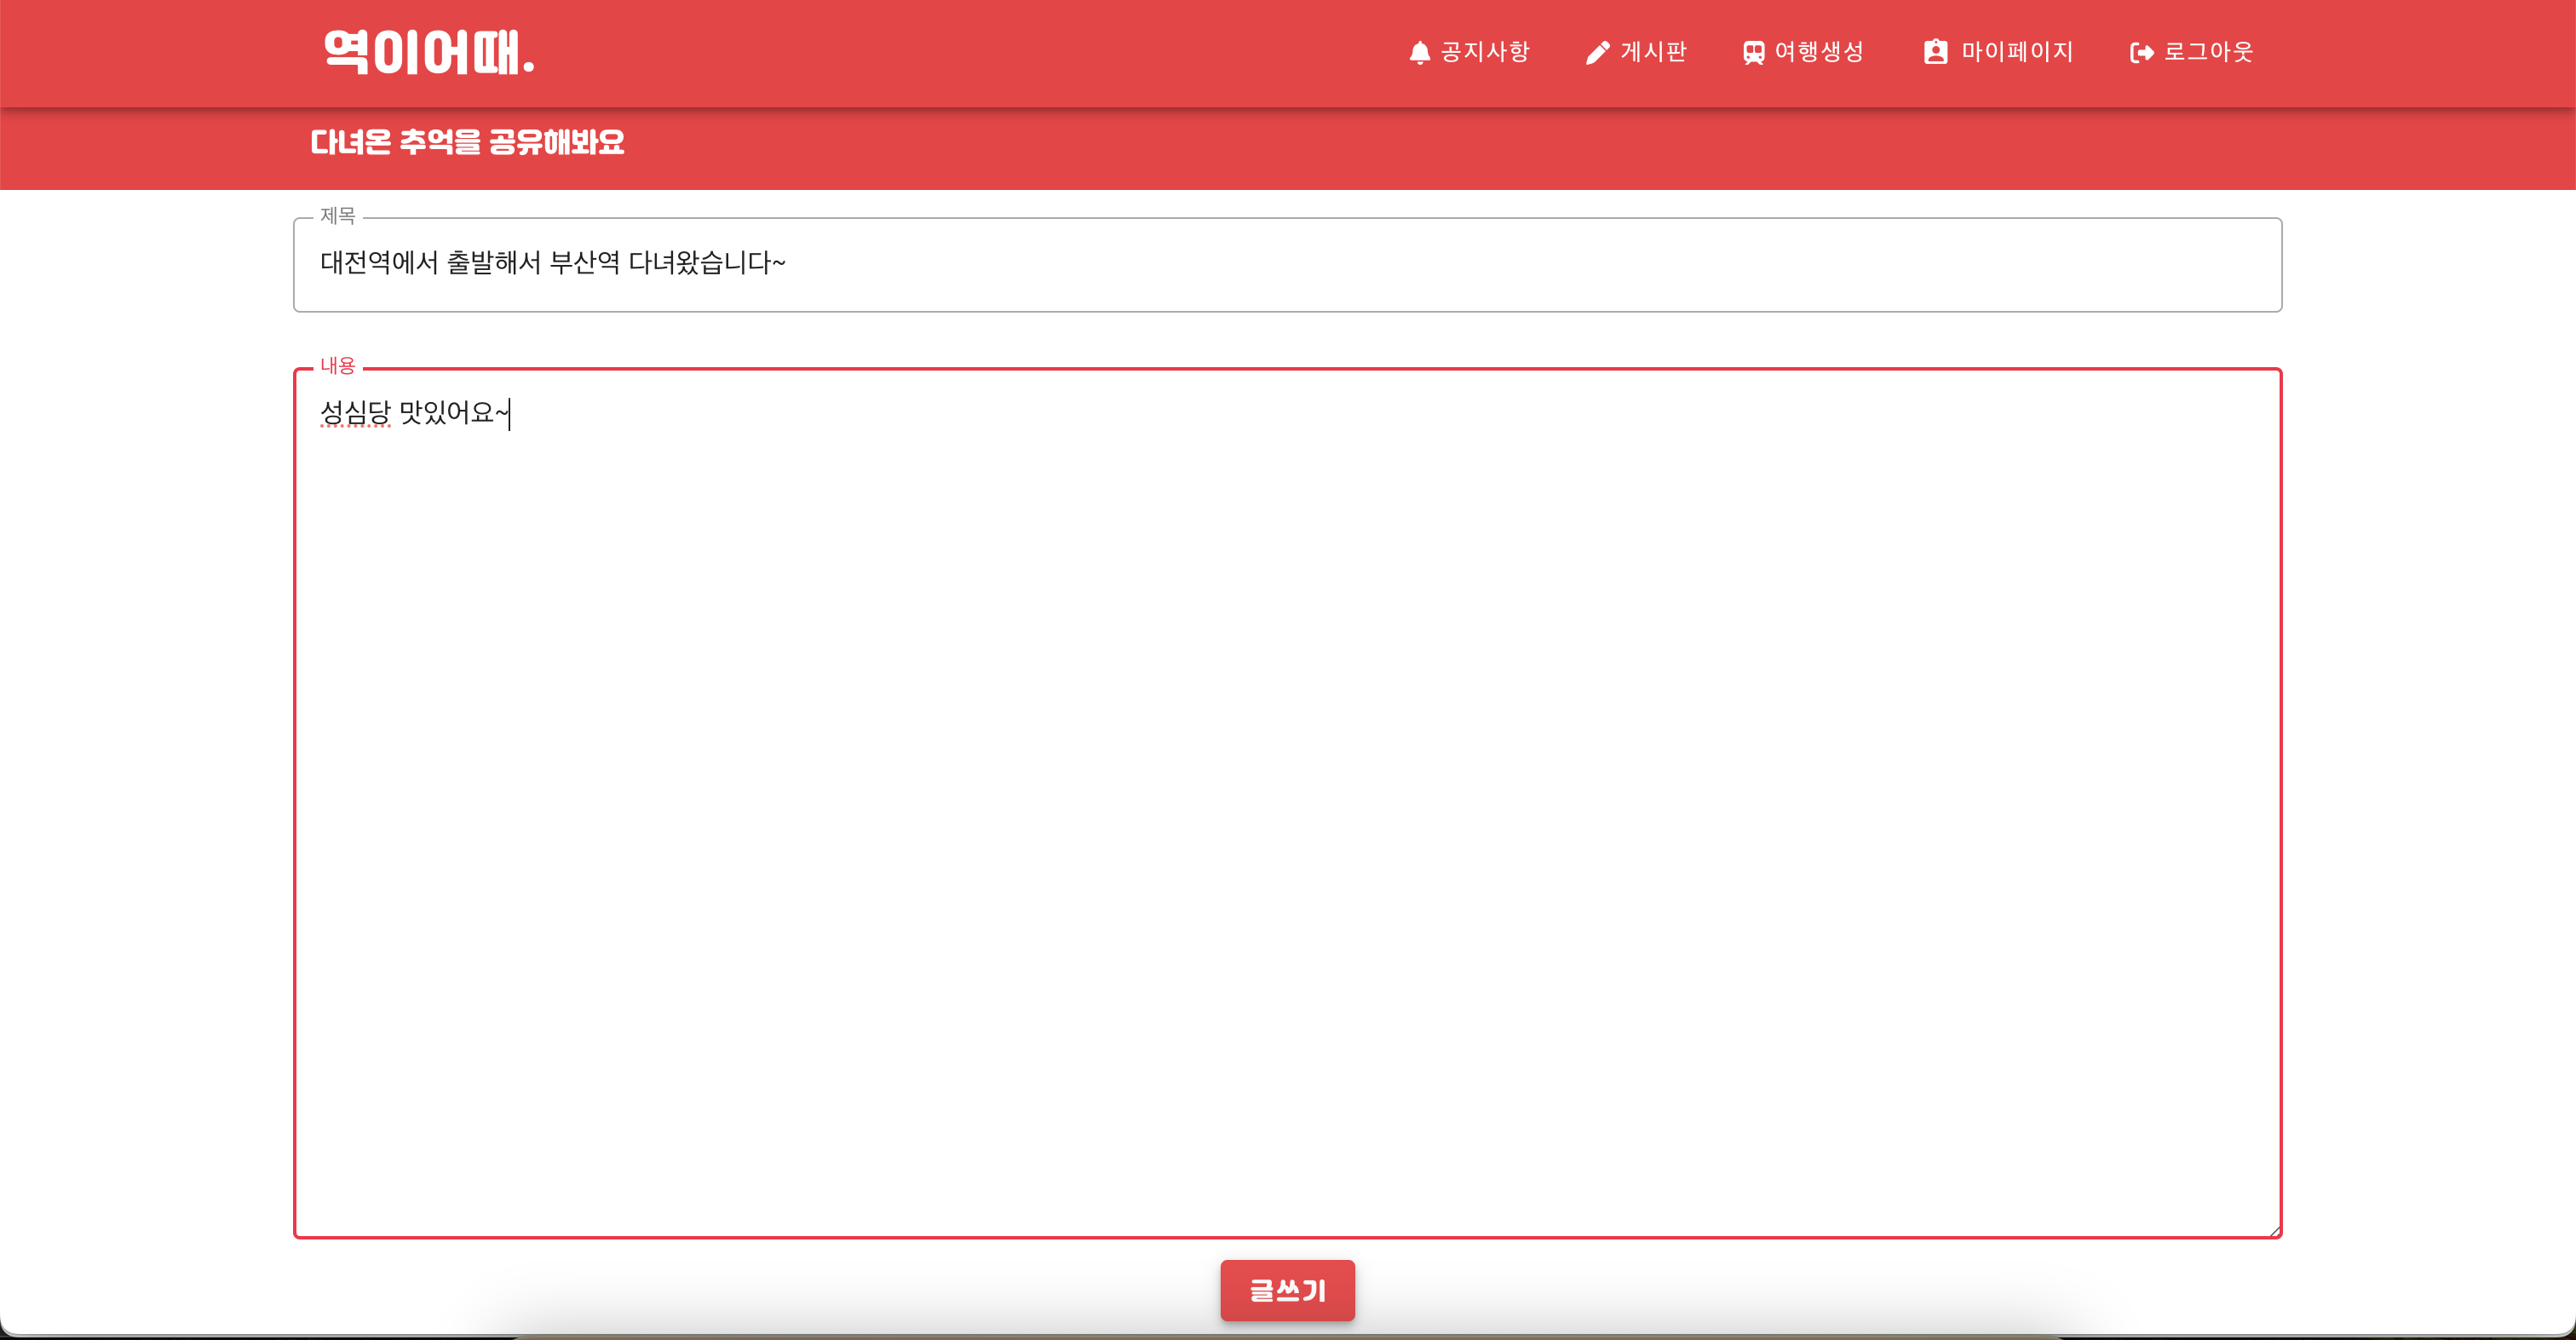 역이어때.
공지사항 게시판 여행생성 마이페이지 로그아웃
다녀온 추억을 공유해봐요
제목
대전역에서 출발해서 부산역 다녀왔습니다~
내용
성심당 맛있어요~
글쓰기